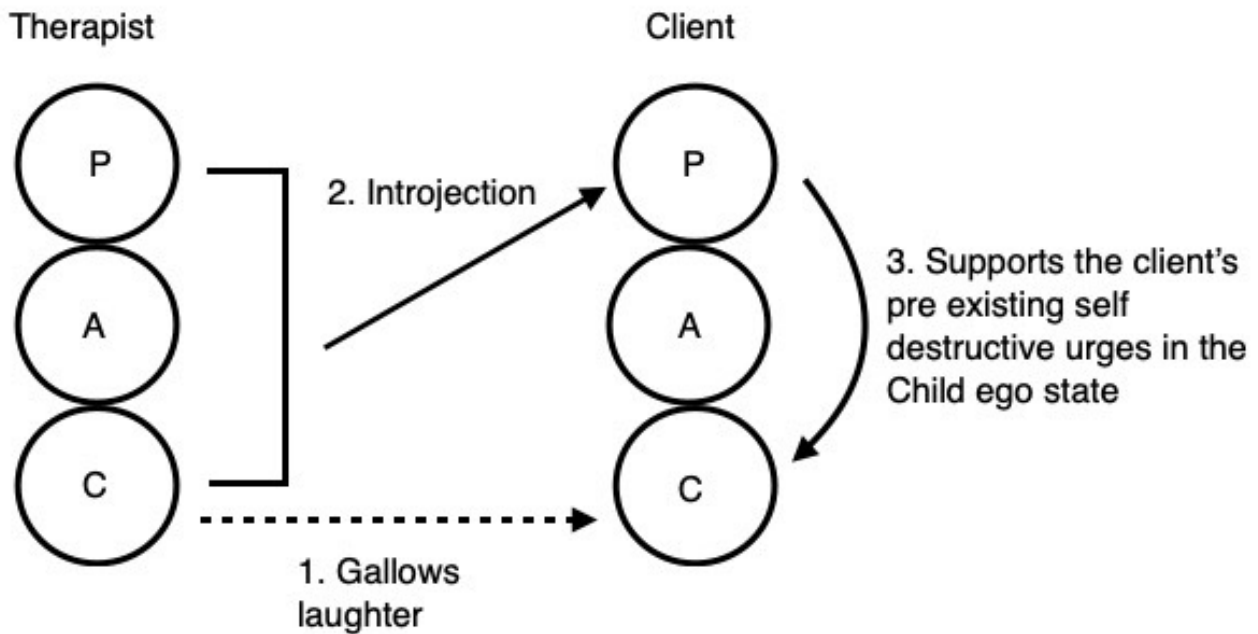 Therapist
Client
P
P
2. Introjection
A
A
3. Supports the client's
pre existing self
destructive urges in the
Child ego state
C
C
1. Gallows
laughter